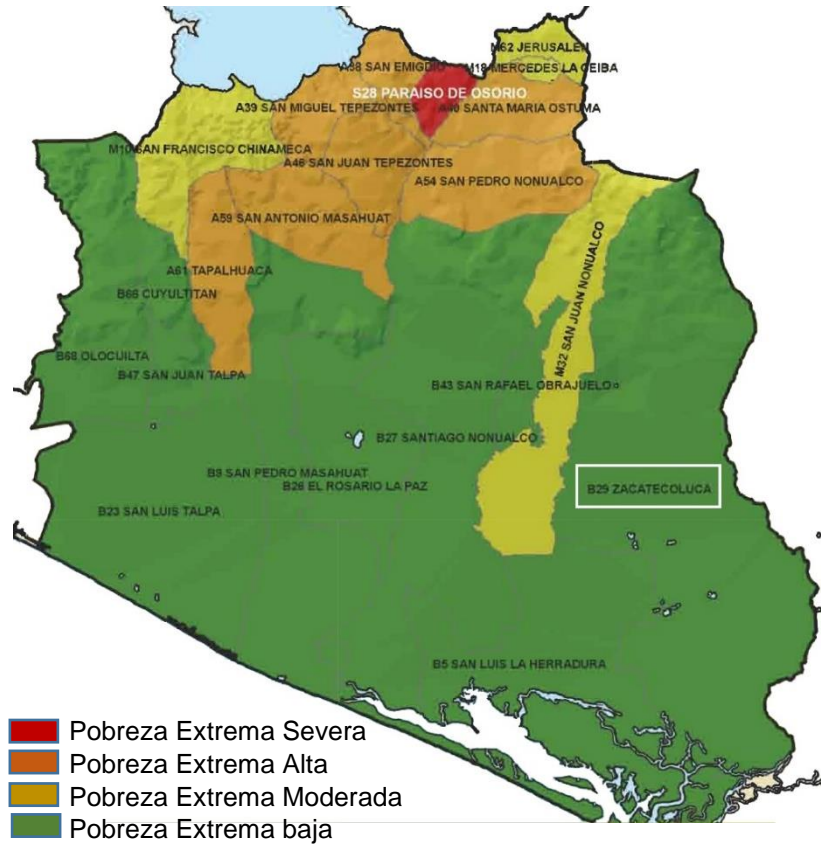 M62 JERUSALEN
A38 SAN EMIGDIO
M18 MERCEDES LA CEIBA
S28 PARAISO DE OSORIO
A39 SAN MIGUEL TEPEZONTES
A40 SANTA MARIA OSTUMA
M10 SAN FRANCISCO CHINAMECA
A46 SAN JUAN TEPEZONTES
A54 SAN PEDRO NONUALCO
A59 SAN ANTONIO MASAHUAT
M32 SAN JUAN NONUALCO
A61 TAPALHUACA
B66 CUYULTITAN
B68 OLOCUILTA
B47 SAN JUAN TALPA
B43 SAN RAFAEL OBRAJUELO
B27 SANTIAGO NONUALCO
B9 SAN PEDRO MASAHUAT
B26 EL ROSARIO LA PAZ
B29 ZACATECOLUCA
B23 SAN LUIS TALPA
B5 SAN LUIS LA HERRADURA
Pobreza Extrema Severa
Pobreza Extrema Alta
Pobreza Extrema Moderada
Pobreza Extrema baja